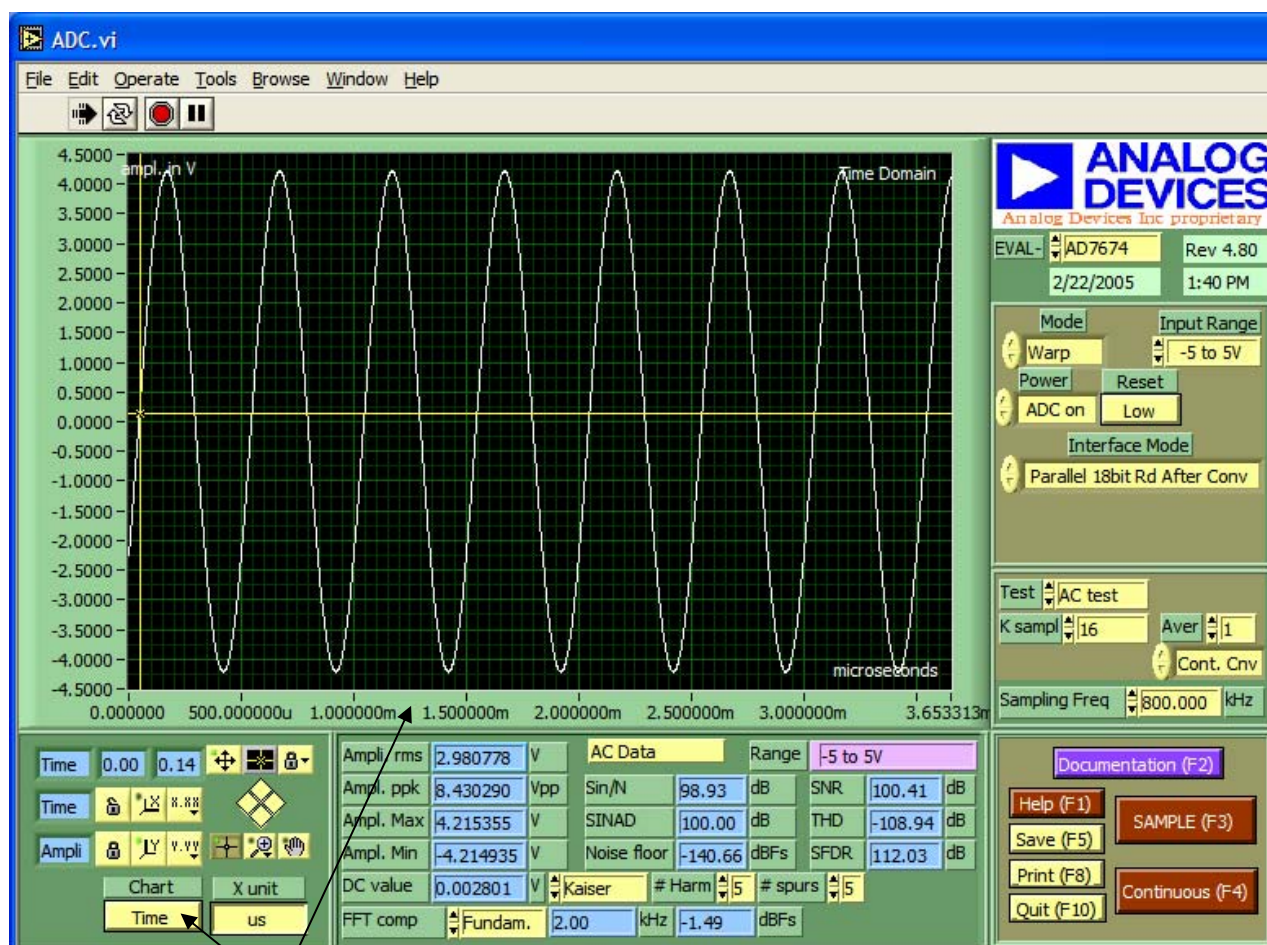 ADC.vi
File Edit Operate Tools Browse Window Help
ampl. in V
Time Domain
4.5000
4.0000
3.5000
3.0000
2.5000
2.0000
1.5000
1.0000
0.5000
0.0000
-0.5000
-1.0000
-1.5000
-2.0000
-2.5000
-3.0000
-3.5000
-4.0000
-4.5000
microseconds
0.000000 500.000000u 1.000000m 1.500000m 2.000000m 2.500000m 3.000000m 3.653313m
ANALOG
DEVICES
Analog Devices Inc proprietary
EVAL- AD7674 Rev 4.80
2/22/2005 1:40 PM
Mode Input Range
Warp -5 to 5V
Power Reset
ADC on Low
Interface Mode
Parallel 18bit Rd After Conv
Test AC test
K sampl 16 Aver 1
Cont. Cnv
Sampling Freq 800.000 kHz
Time 0.00 0.14
Time X X.XX
Ampli Y Y.YY
Chart X unit
Time us
Ampli rms 2.980778 V AC Data Range -5 to 5V
Ampl. ppk 8.430290 Vpp Sin/N 98.93 dB SNR 100.41 dB
Ampl. Max 4.215355 V SINAD 100.00 dB THD -108.94 dB
Ampl. Min -4.214935 V Noise floor -140.66 dBFs SFDR 112.03 dB
DC value 0.002801 V Kaiser # Harm 5 # spurs 5
FFT comp Fundam. 2.00 kHz -1.49 dBFs
Documentation (F2)
Help (F1)
SAMPLE (F3)
Save (F5)
Print (F8)
Continuous (F4)
Quit (F10)